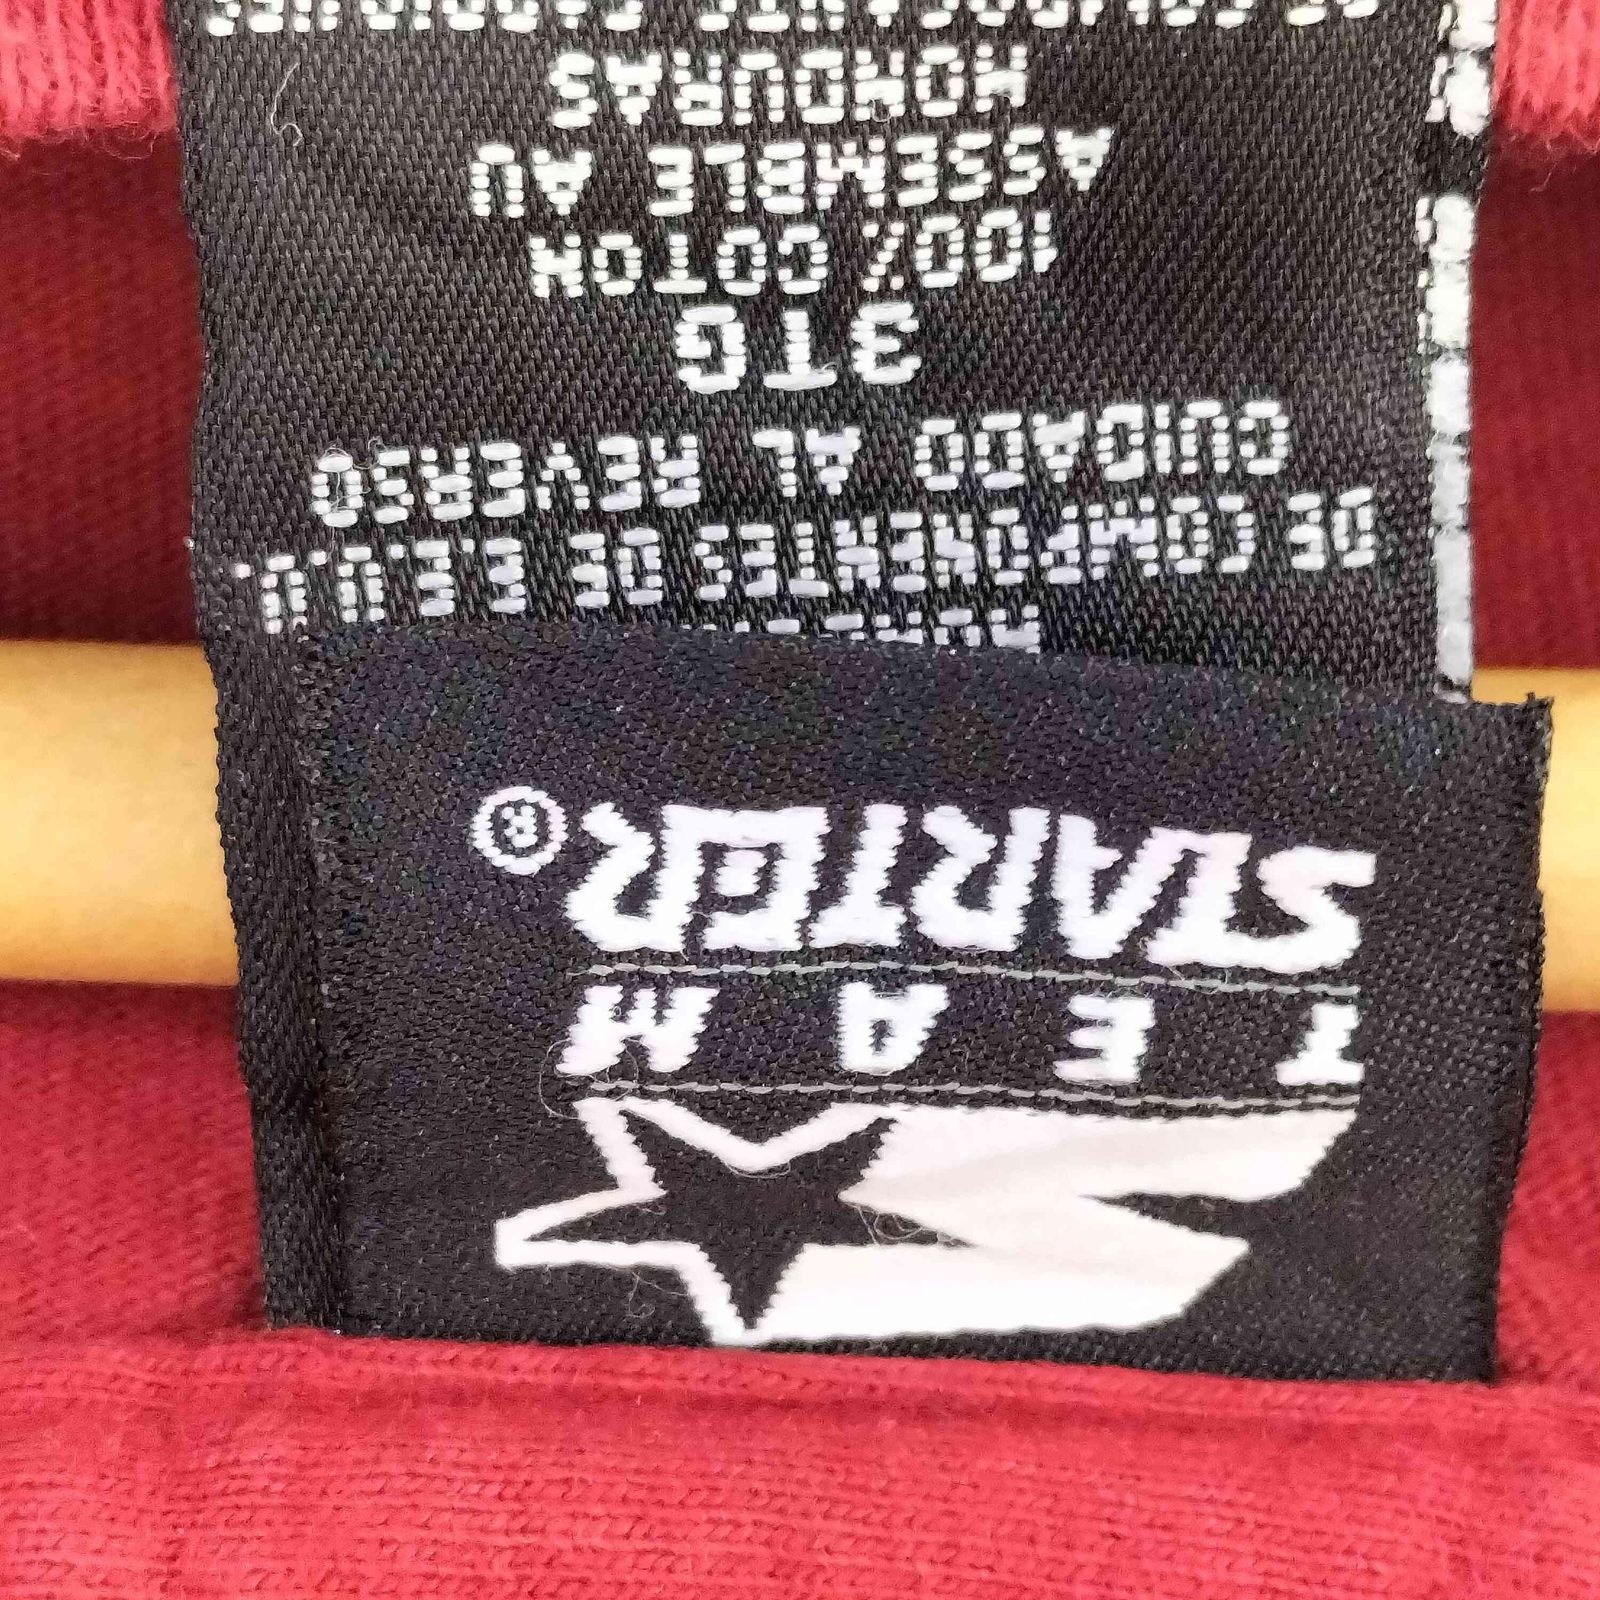 TEAM
STARTER®
DE COMPONENTES DE E.E.U.U.
CUIDADO AL REVERSO
3TG
100% COTON
ASSEMBLE AU
HONDURAS